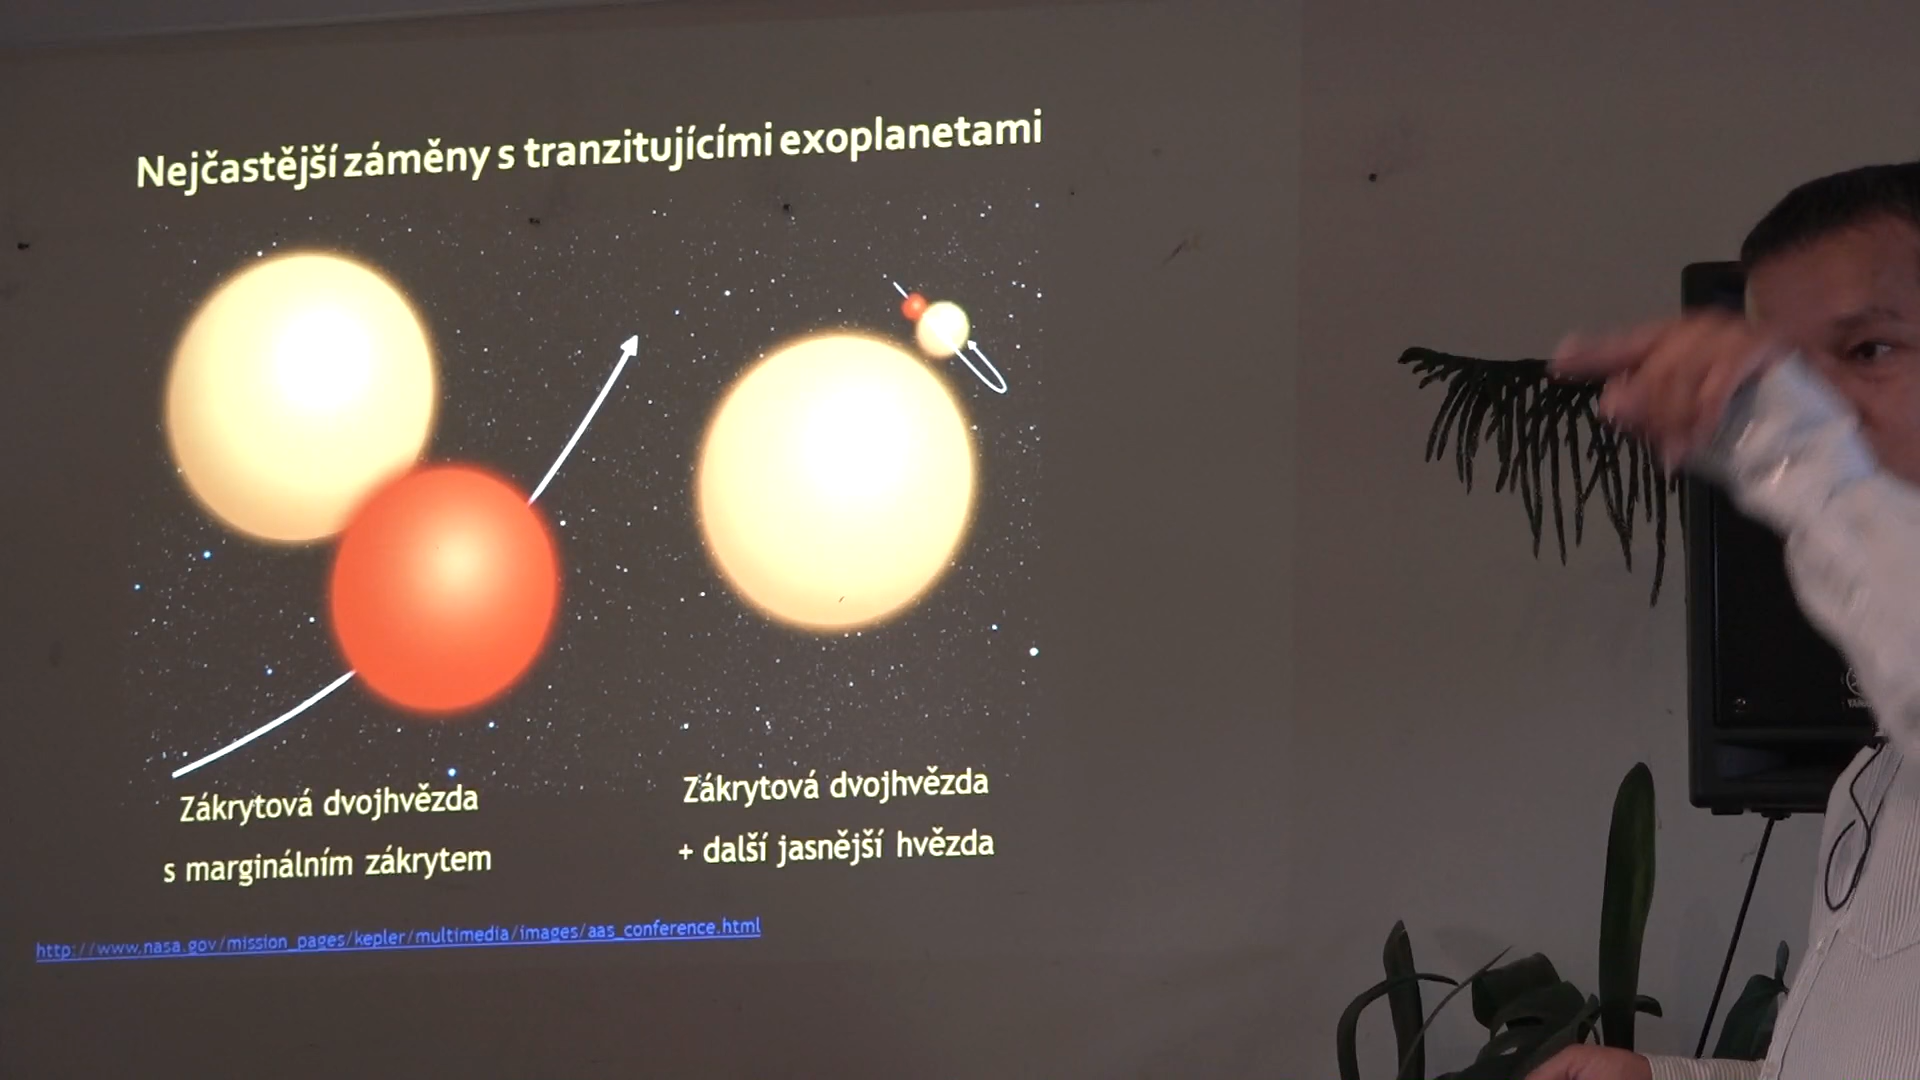 Nejčastější záměny s tranzitujícími exoplanetami
Zákrytová dvojhvězda
s marginálním zákrytem
Zákrytová dvojhvězda
+ další jasnější hvězda
http://www.nasa.gov/mission_pages/kepler/multimedia/images/aas_conference.html